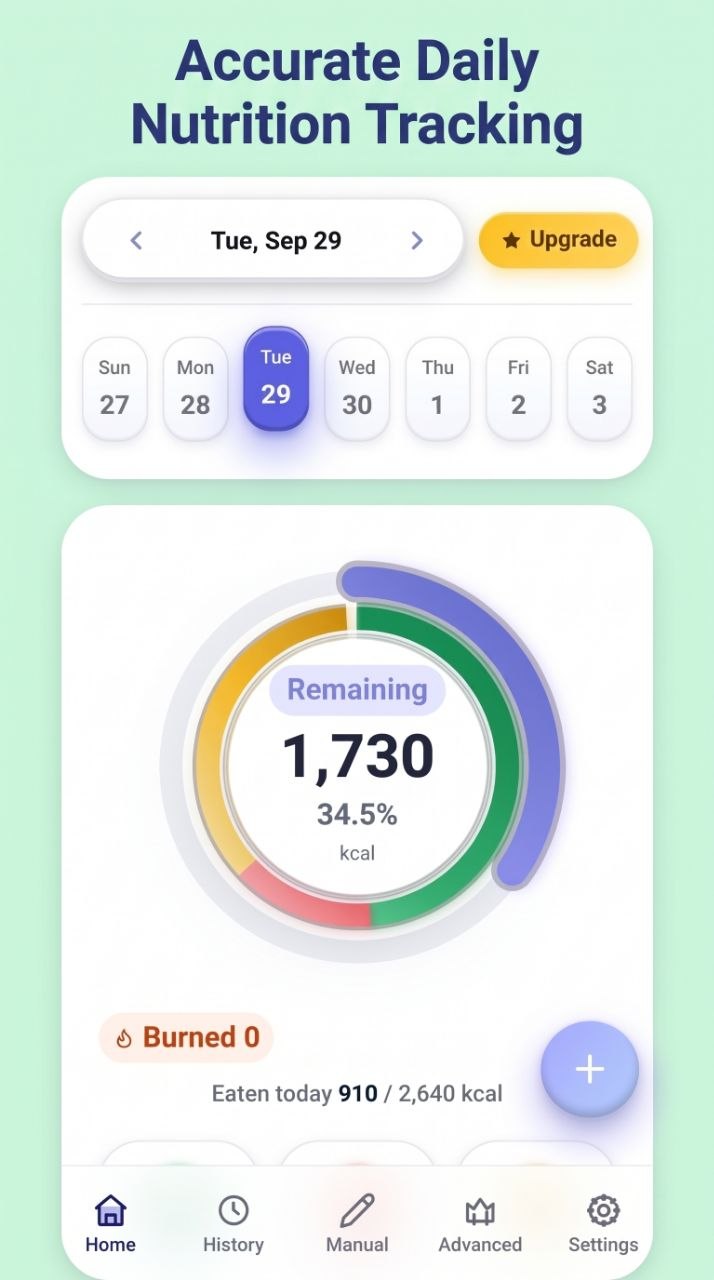 Accurate Daily
Nutrition Tracking
Tue, Sep 29
Upgrade
Sun Mon Tue Wed Thu Fri Sat
27 28 29 30 1 2 3
Remaining
1,730
34.5%
kcal
Burned 0
Eaten today 910 / 2,640 kcal
Home History Manual Advanced Settings